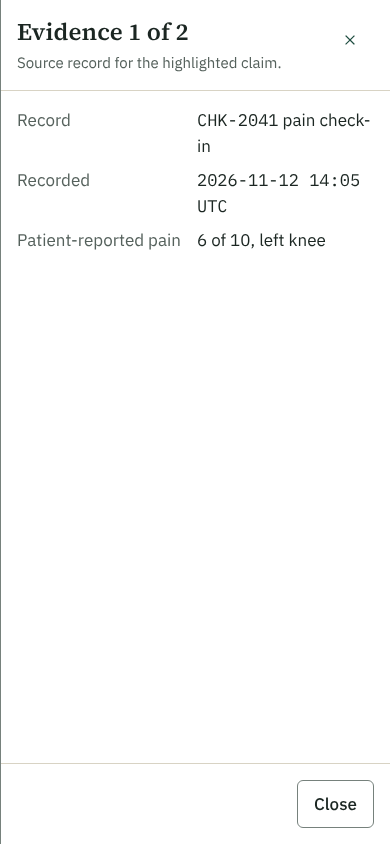 Evidence 1 of 2
×
Source record for the highlighted claim.
Record CHK-2041 pain check-
in
Recorded 2026-11-12 14:05
UTC
Patient-reported pain 6 of 10, left knee
Close